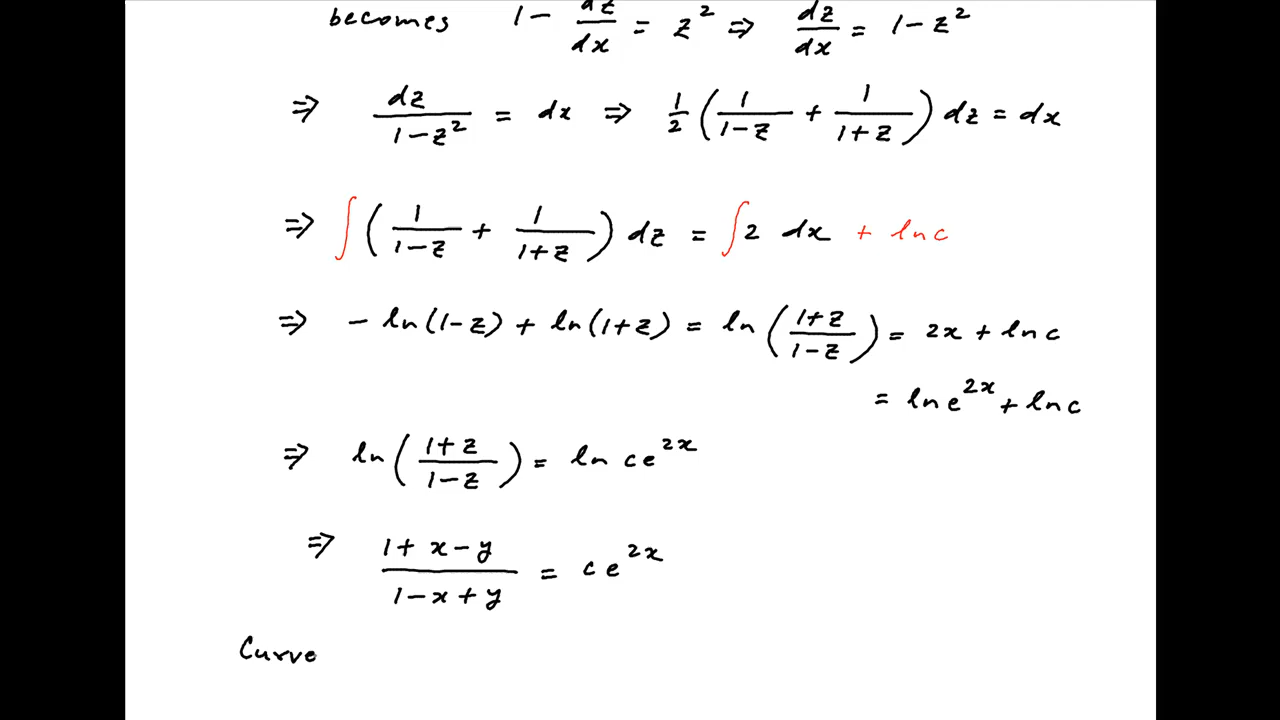 becomes 1 - dz/dx = z² ⇒ dz/dx = 1 - z²
⇒ dz/(1-z²) = dx ⇒ 1/2 (1/(1-z) + 1/(1+z)) dz = dx
⇒ ∫ (1/(1-z) + 1/(1+z)) dz = ∫ 2 dx + ln c
⇒ - ln(1-z) + ln(1+z) = ln((1+z)/(1-z)) = 2x + ln c
= ln e^(2x) + ln c
⇒ ln((1+z)/(1-z)) = ln ce^(2x)
⇒ (1+x-y)/(1-x+y) = ce^(2x)
Curve